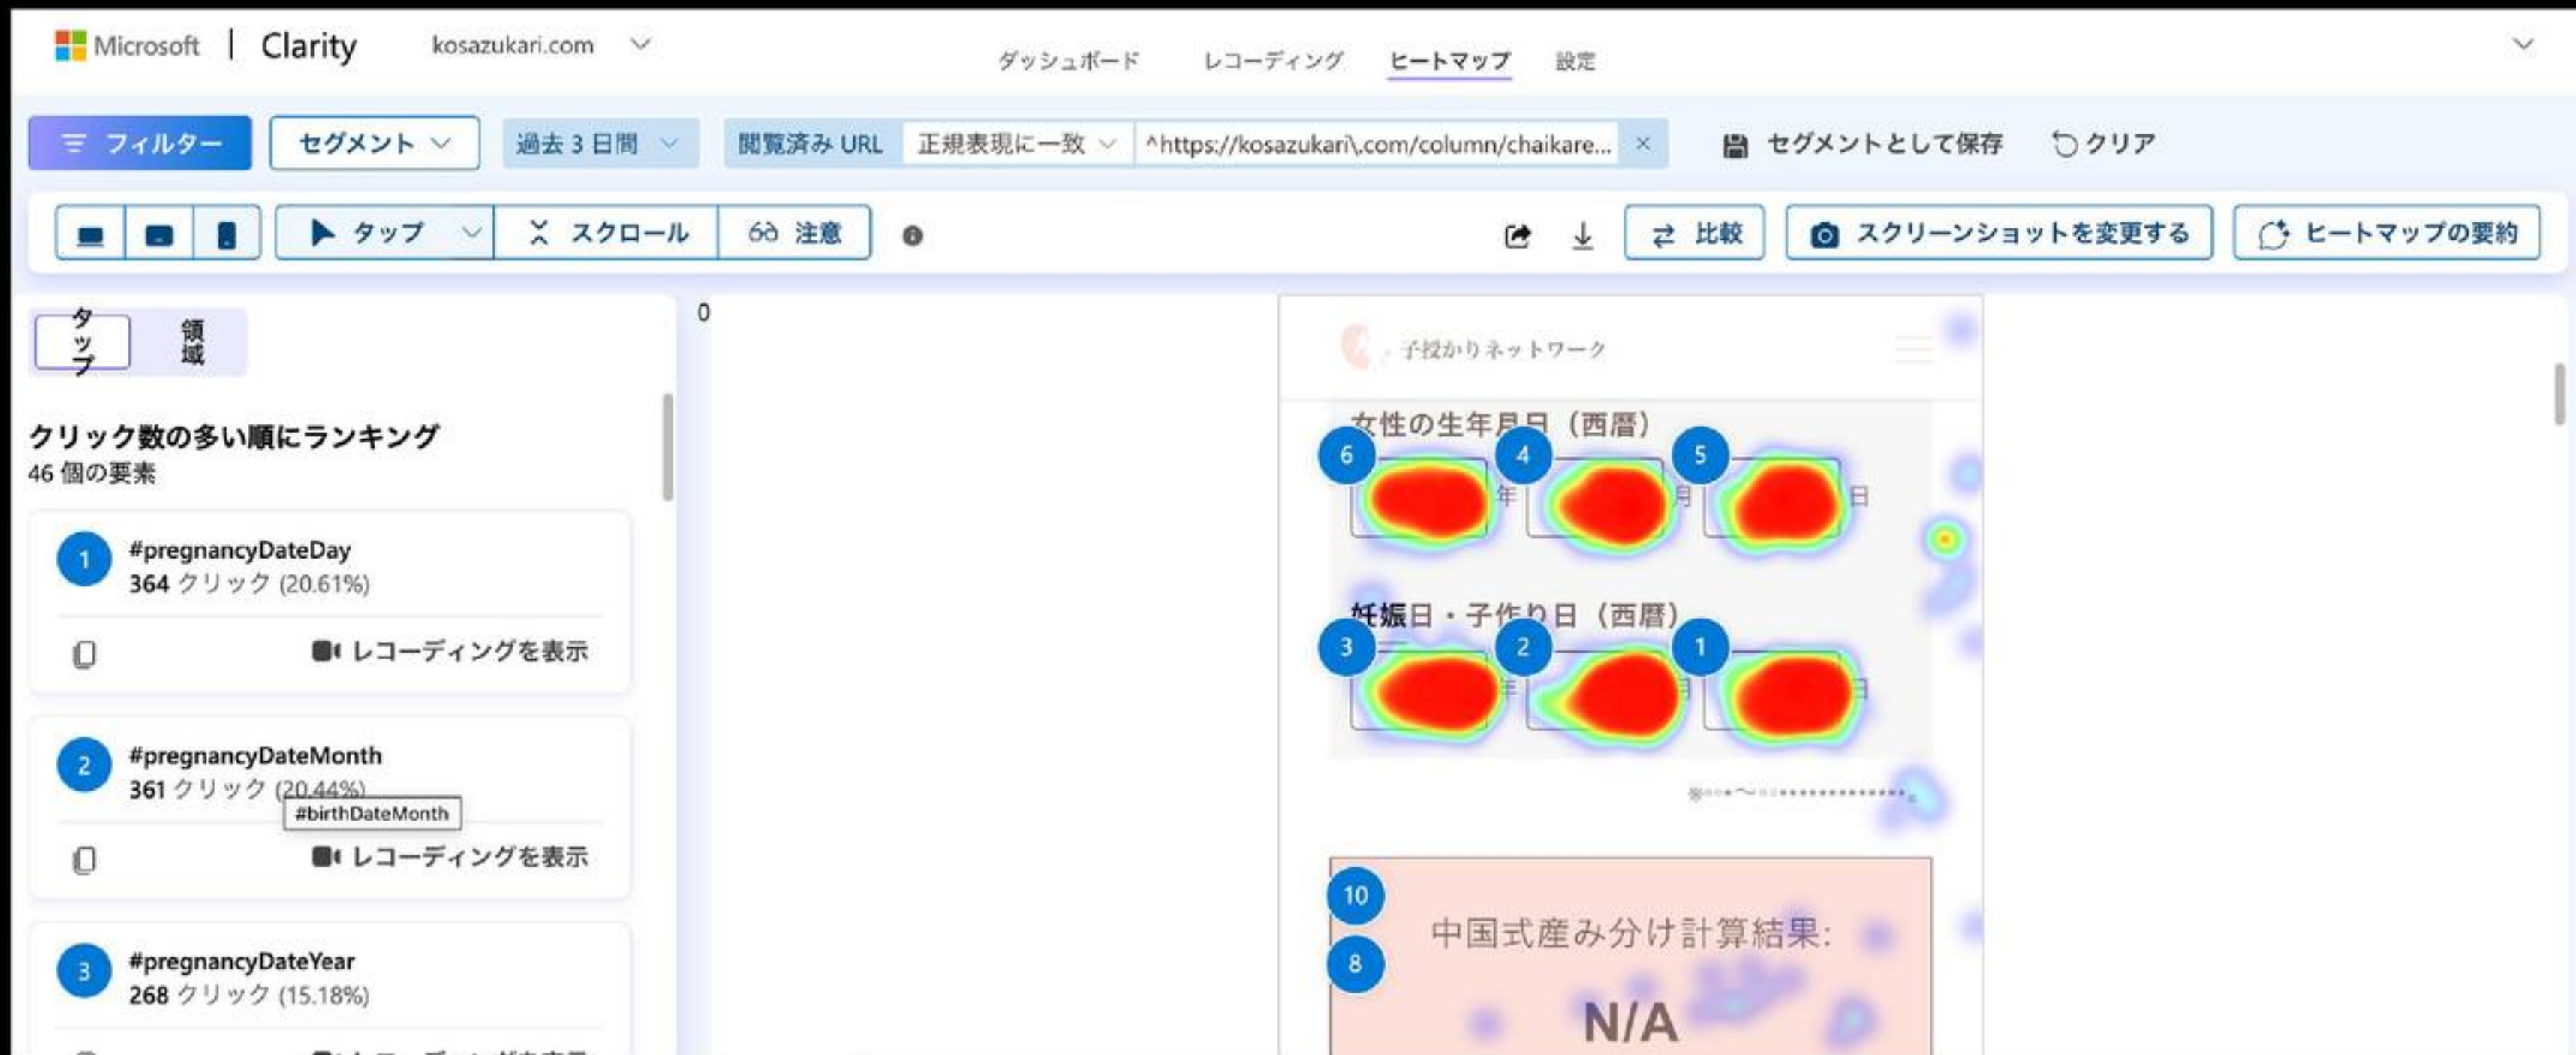 Microsoft | Clarity kosazukari.com
ダッシュボード レコーディング ヒートマップ 設定
フィルター セグメント 過去 3 日間 閲覧済み URL 正規表現に一致 ^https://kosazukari\.com/column/chaikare... × セグメントとして保存 クリア
タップ スクロール 注意 比較 スクリーンショットを変更する ヒートマップの要約
タップ 領域
クリック数の多い順にランキング
46 個の要素
1 #pregnancyDateDay
364 クリック (20.61%)
レコーディングを表示
2 #pregnancyDateMonth
361 クリック (20.44%)
#birthDateMonth
レコーディングを表示
3 #pregnancyDateYear
268 クリック (15.18%)
0
子授かりネットワーク
女性の生年月日（西暦）
6 年 4 月 5 日
妊娠日・子作り日（西暦）
3 年 2 月 1 日
10
中国式産み分け計算結果:
8
N/A